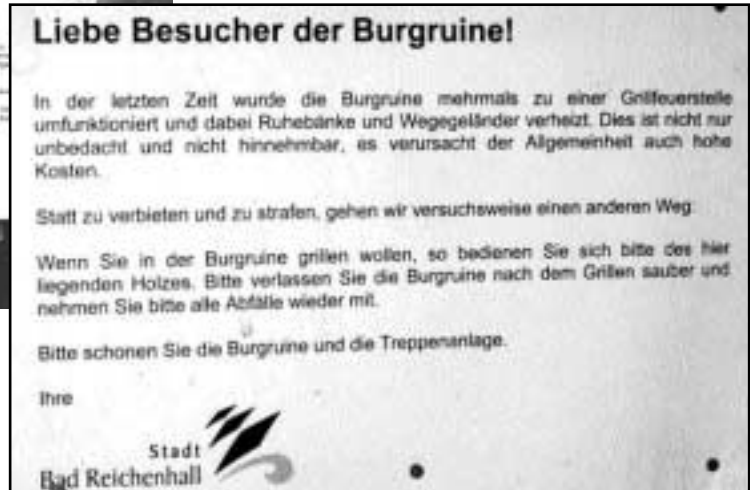 Liebe Besucher der Burgruine!
In der letzten Zeit wurde die Burgruine mehrmals zu einer Grillfeuerstelle
umfunktioniert und dabei Ruhebänke und Wegegeländer verheizt. Dies ist nicht nur
unbedacht und nicht hinnehmbar, es verursacht der Allgemeinheit auch hohe
Kosten.
Statt zu verbieten und zu strafen, gehen wir versuchsweise einen anderen Weg:
Wenn Sie in der Burgruine grillen wollen, so bedienen Sie sich bitte des hier
liegenden Holzes. Bitte verlassen Sie die Burgruine nach dem Grillen sauber und
nehmen Sie bitte alle Abfälle wieder mit.
Bitte schonen Sie die Burgruine und die Treppenanlage.
Ihre
Stadt
Bad Reichenhall